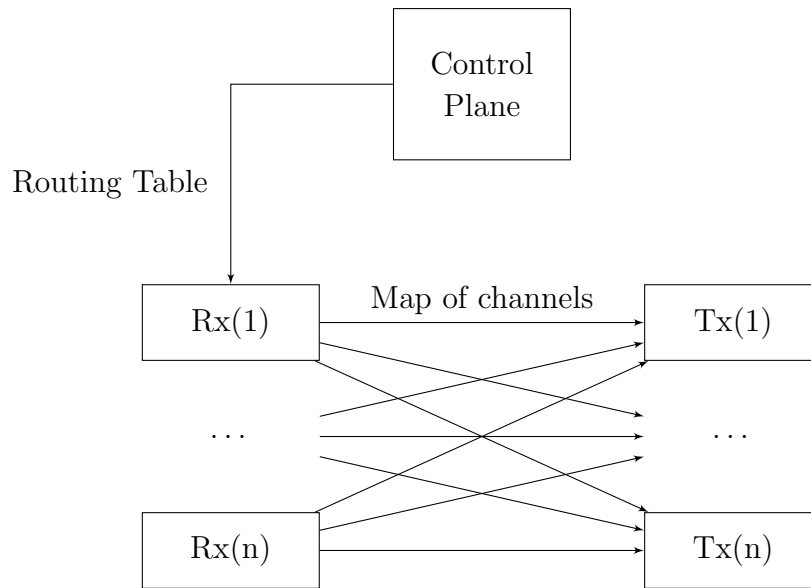 Control
Plane
Routing Table
Map of channels
Rx(1)
Tx(1)
...
...
Rx(n)
Tx(n)